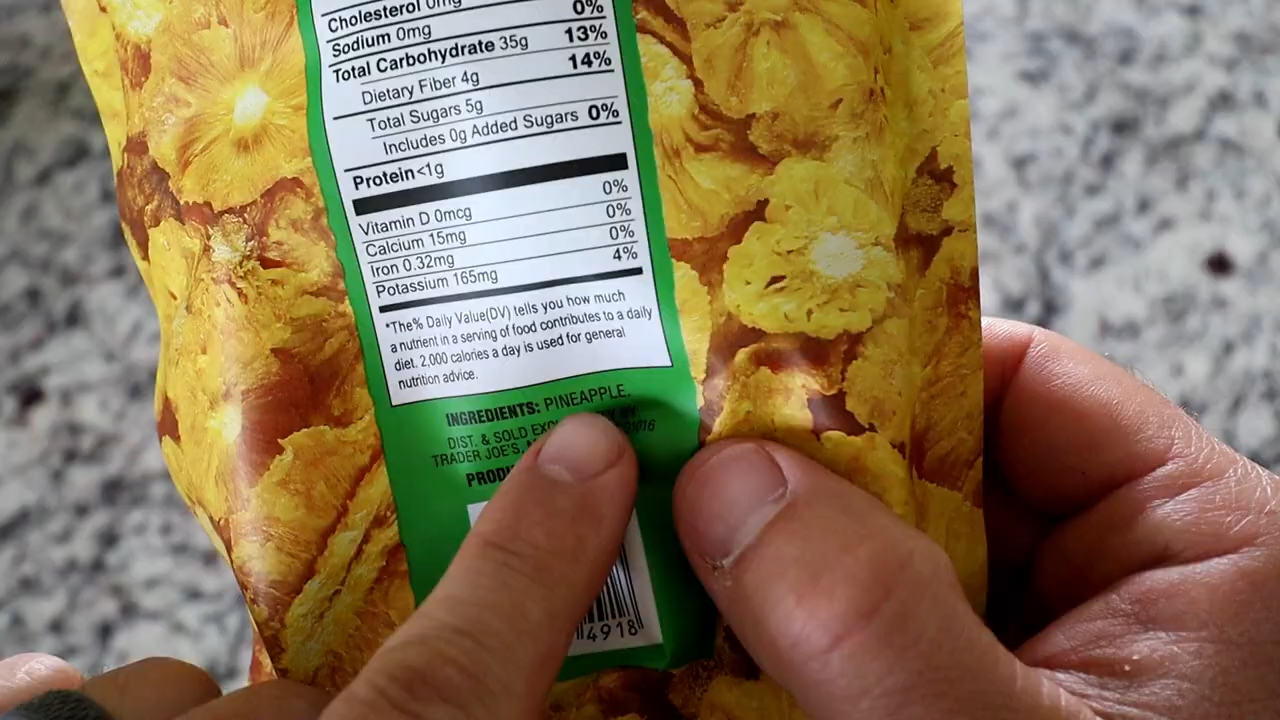 Cholesterol 0mg 0%
Sodium 0mg
Total Carbohydrate 35g 13%
Dietary Fiber 4g 14%
Total Sugars 5g
Includes 0g Added Sugars 0%
Protein <1g
Vitamin D 0mcg 0%
Calcium 15mg 0%
Iron 0.32mg 0%
Potassium 165mg 4%
*The% Daily Value(DV) tells you how much
a nutrient in a serving of food contributes to a daily
diet. 2,000 calories a day is used for general
nutrition advice.
INGREDIENTS: PINEAPPLE.
DIST. & SOLD BY
TRADER JOE'S,
4918